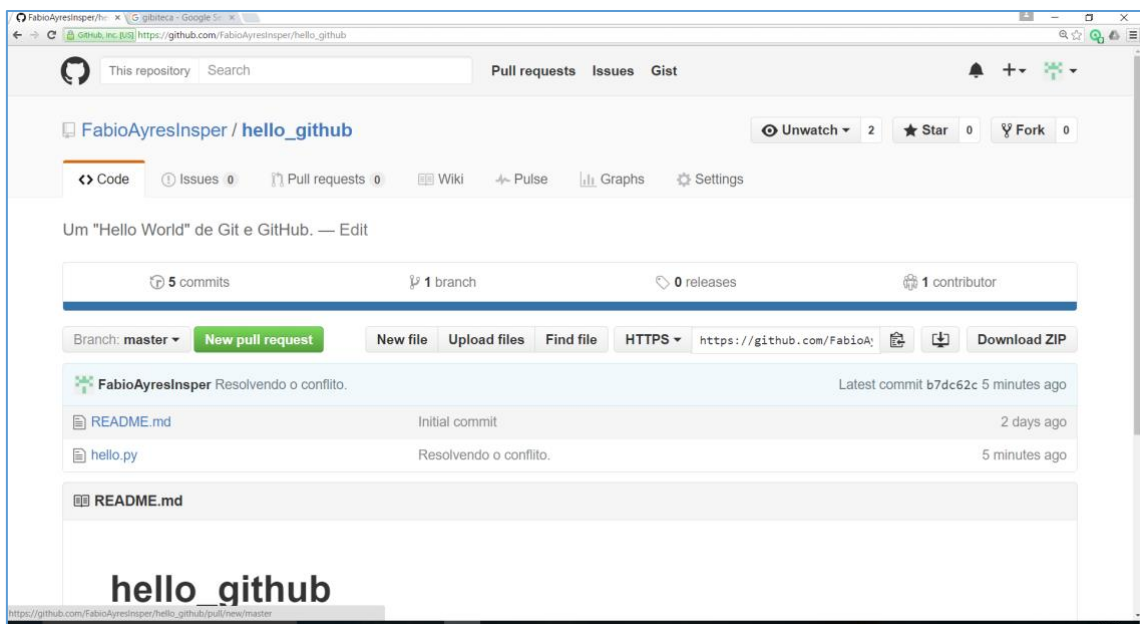 FabioAyresInsper/he × gibiteca - Google Se ×
GitHub, Inc. [US] https://github.com/FabioAyresInsper/hello_github
This repository Search Pull requests Issues Gist
FabioAyresInsper / hello_github Unwatch 2 Star 0 Fork 0
Code Issues 0 Pull requests 0 Wiki Pulse Graphs Settings
Um "Hello World" de Git e GitHub. — Edit
5 commits 1 branch 0 releases 1 contributor
Branch: master New pull request New file Upload files Find file HTTPS https://github.com/FabioAy Download ZIP
FabioAyresInsper Resolvendo o conflito. Latest commit b7dc62c 5 minutes ago
README.md Initial commit 2 days ago
hello.py Resolvendo o conflito. 5 minutes ago
README.md
hello_github
https://github.com/FabioAyresInsper/hello_github/pull/new/master